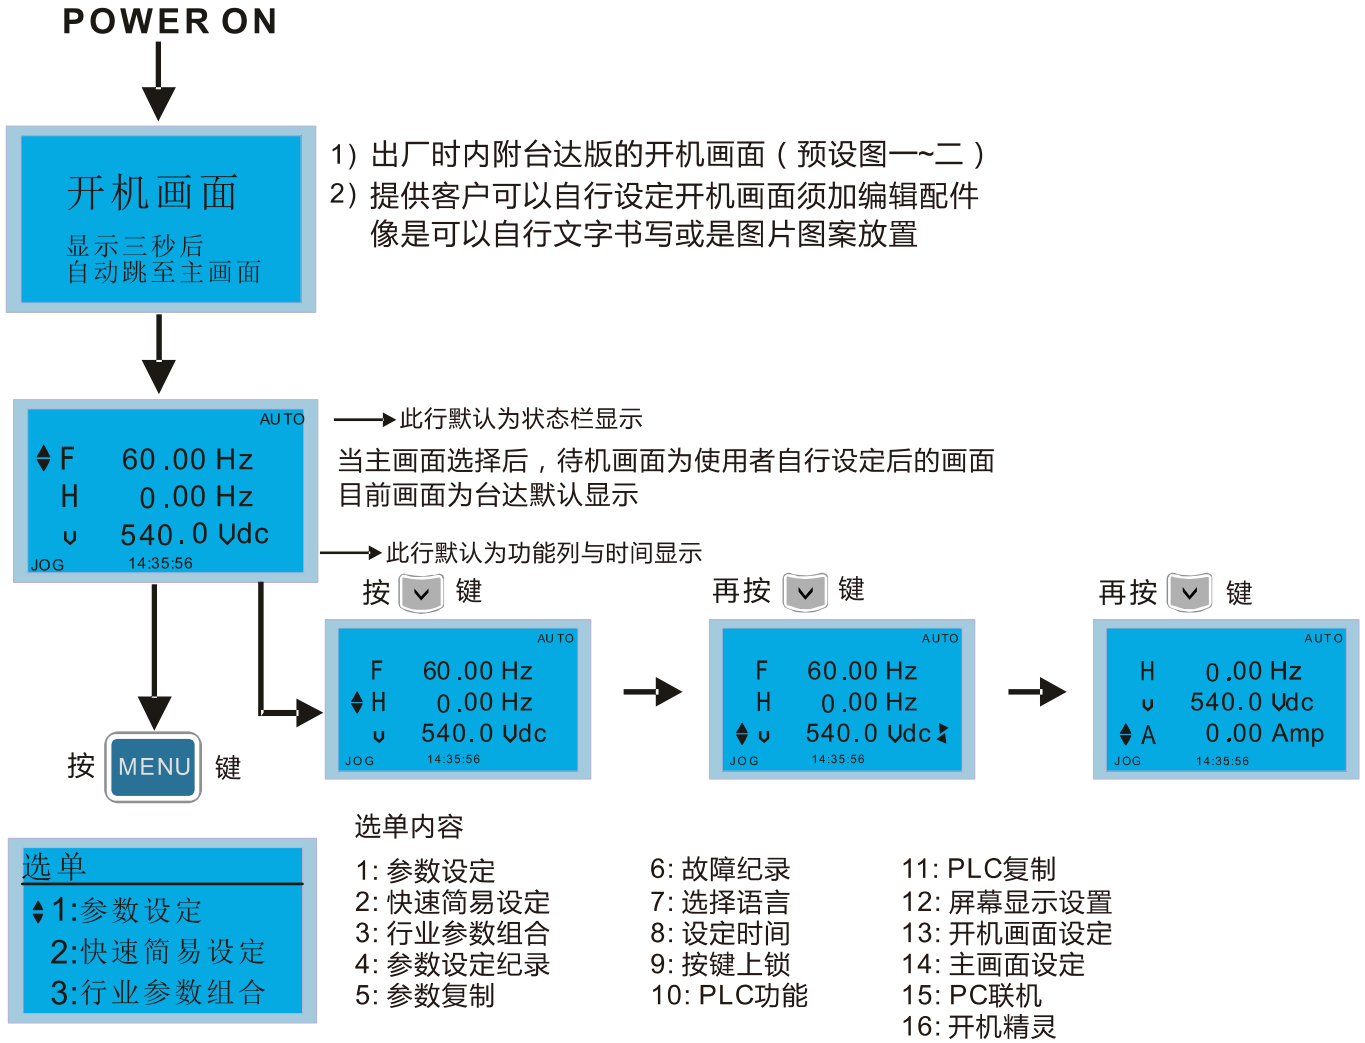 POWER ON
开机画面
显示三秒后
自动跳至主画面
1) 出厂时内附台达版的开机画面（预设图一~二）
2) 提供客户可以自行设定开机画面须加编辑配件
像是可以自行文字书写或是图片图案放置
AUTO
F 60.00 Hz
H 0.00 Hz
v 540.0 Vdc
JOG 14:35:56
此行默认为状态栏显示
当主画面选择后，待机画面为使用者自行设定后的画面
目前画面为台达默认显示
此行默认为功能列与时间显示
按 键
AUTO
F 60.00 Hz
H 0.00 Hz
v 540.0 Vdc
JOG 14:35:56
再按 键
AUTO
F 60.00 Hz
H 0.00 Hz
v 540.0 Vdc
JOG 14:35:56
再按 键
AUTO
H 0.00 Hz
v 540.0 Vdc
A 0.00 Amp
JOG 14:35:56
按 MENU 键
选单
1:参数设定
2:快速简易设定
3:行业参数组合
选单内容
1: 参数设定
2: 快速简易设定
3: 行业参数组合
4: 参数设定纪录
5: 参数复制
6: 故障纪录
7: 选择语言
8: 设定时间
9: 按键上锁
10: PLC功能
11: PLC复制
12: 屏幕显示设置
13: 开机画面设定
14: 主画面设定
15: PC联机
16: 开机精灵